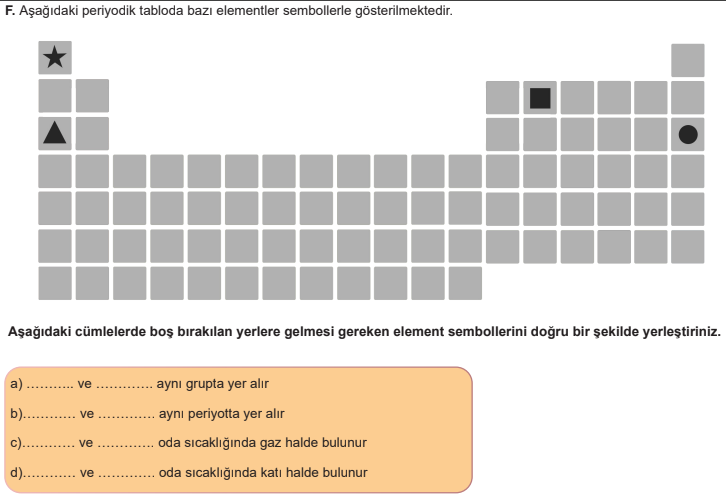 F. Aşağıdaki periyodik tabloda bazı elementler sembollerle gösterilmektedir.
Aşağıdaki cümlelerde boş bırakılan yerlere gelmesi gereken element sembollerini doğru bir şekilde yerleştiriniz.
a) ……….. ve …………. aynı grupta yer alır
b)………… ve …………. aynı periyotta yer alır
c)………… ve …………. oda sıcaklığında gaz halde bulunur
d)………… ve …………. oda sıcaklığında katı halde bulunur